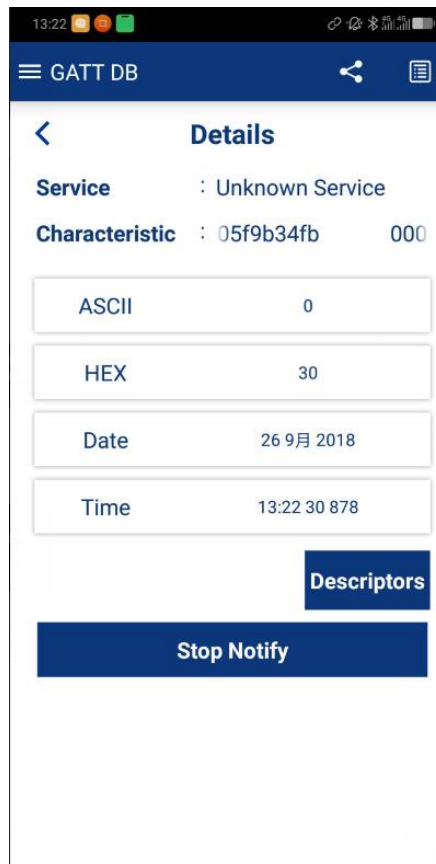 13:22
GATT DB
Details
Service : Unknown Service
Characteristic : 05f9b34fb 000
ASCII 0
HEX 30
Date 26 9月 2018
Time 13:22 30 878
Descriptors
Stop Notify